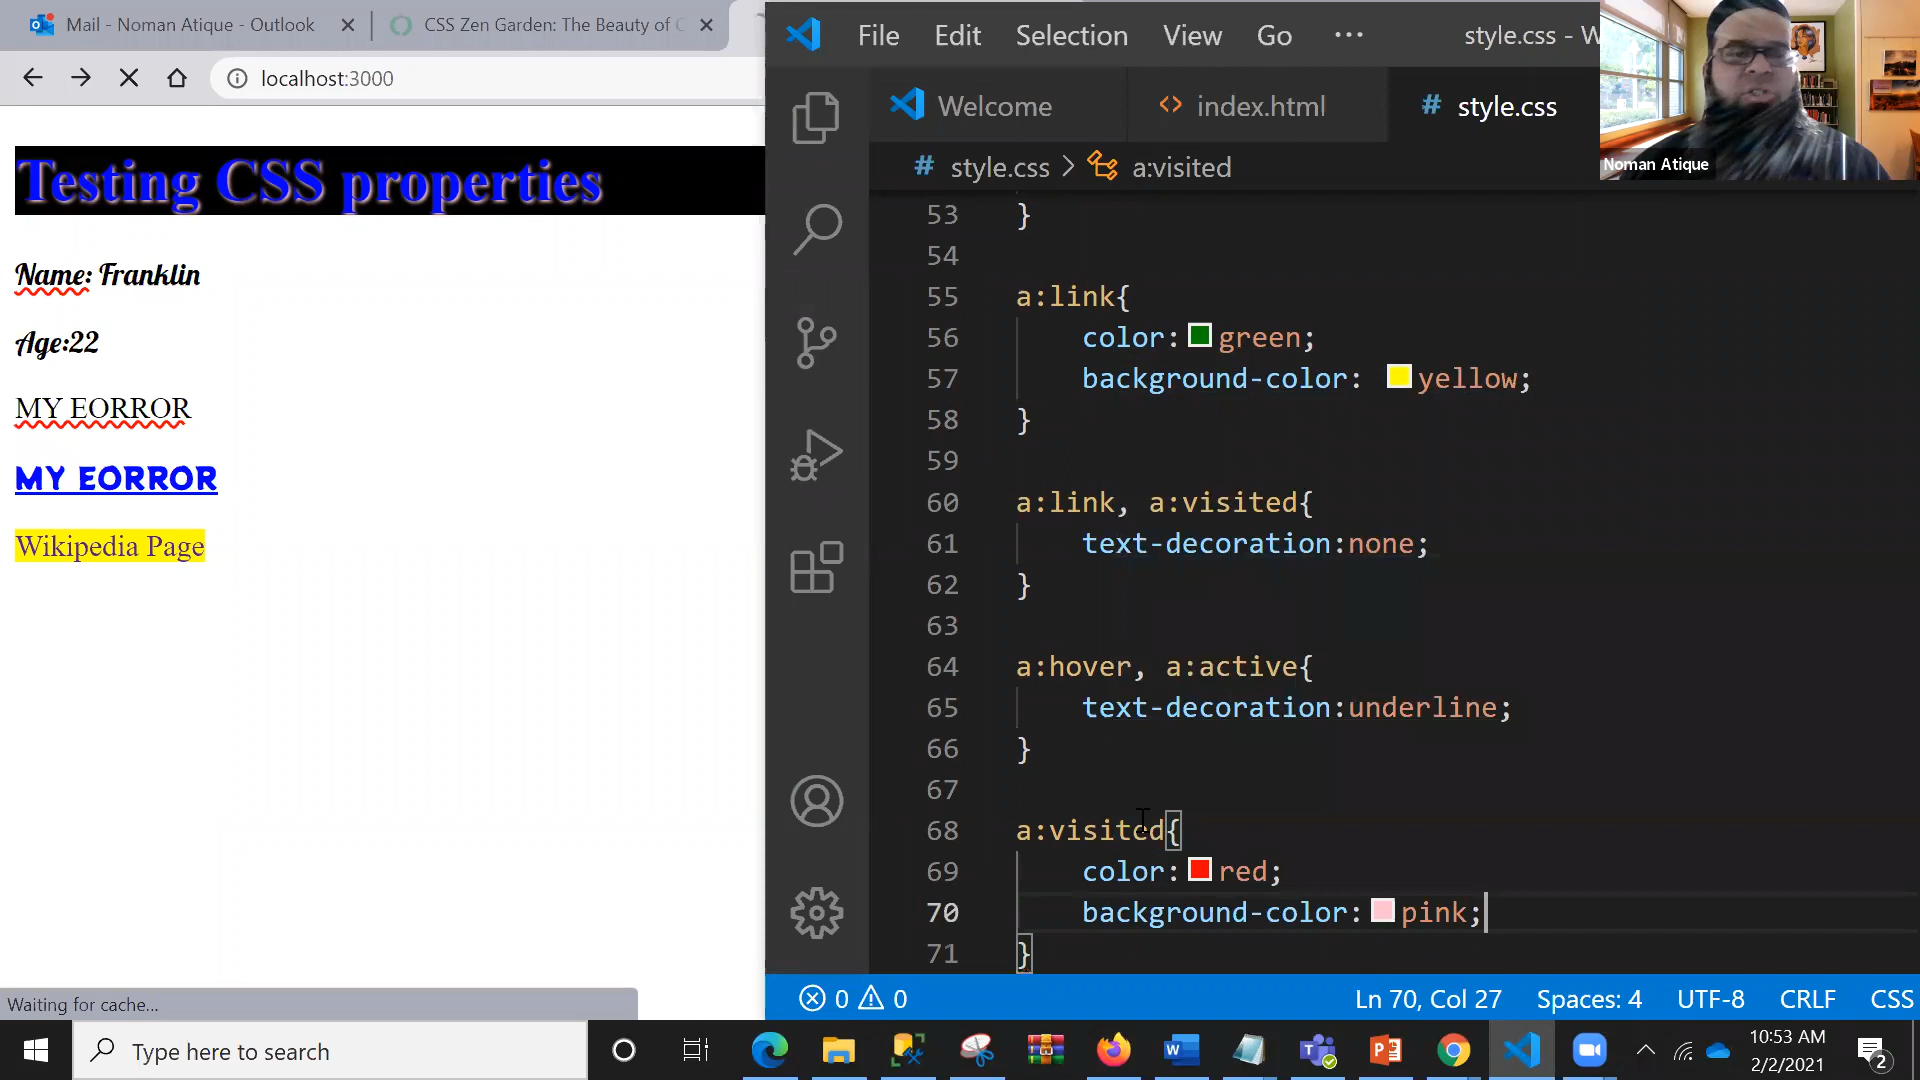 Mail - Noman Atique - Outlook
CSS Zen Garden: The Beauty of C
localhost:3000
Testing CSS properties
Name: Franklin
Age:22
MY EORROR
MY EORROR
Wikipedia Page
Waiting for cache...
File Edit Selection View Go ...
style.css - W
Welcome
index.html
# style.css
# style.css > a:visited
53 }
54
55 a:link{
56 color: green;
57 background-color: yellow;
58 }
59
60 a:link, a:visited{
61 text-decoration:none;
62 }
63
64 a:hover, a:active{
65 text-decoration:underline;
66 }
67
68 a:visited{
69 color: red;
70 background-color: pink;
71 }
Noman Atique
0 0
Ln 70, Col 27 Spaces: 4 UTF-8 CRLF CSS
Type here to search
10:53 AM
2/2/2021
2